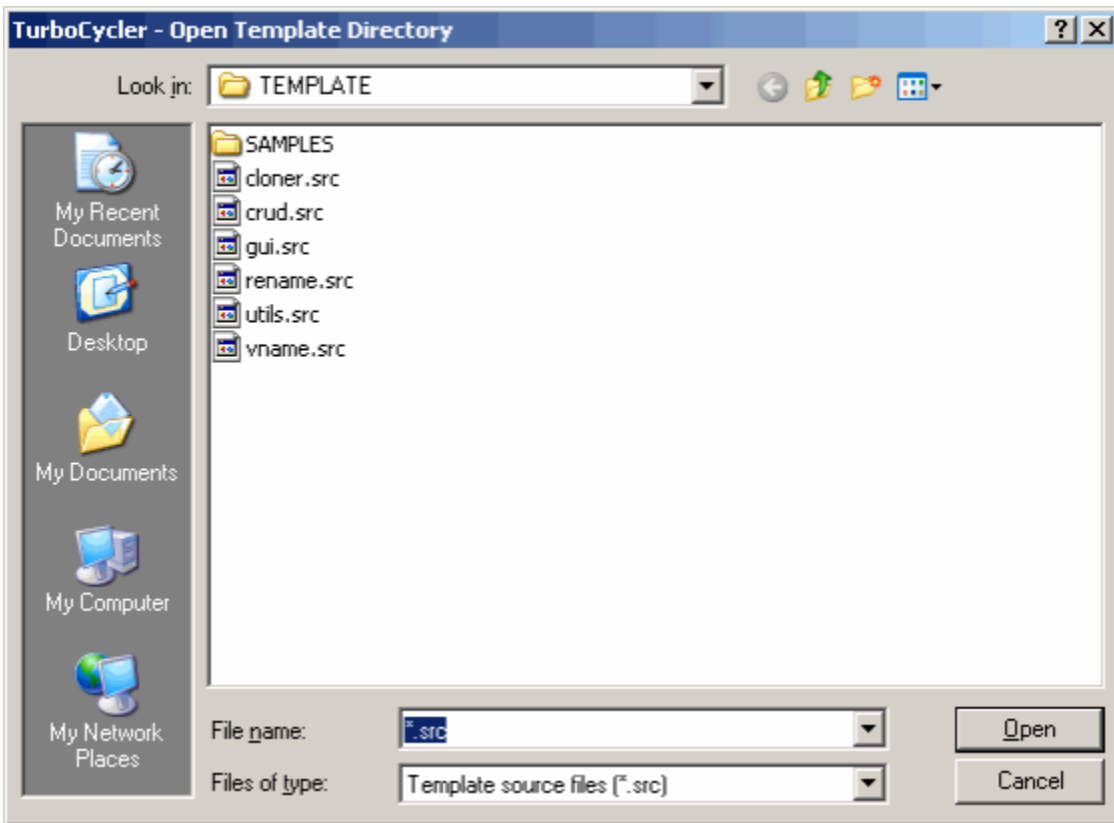 TurboCycler - Open Template Directory
Look in: TEMPLATE
SAMPLES
cloner.src
crud.src
gui.src
rename.src
utils.src
vname.src
My Recent
Documents
Desktop
My Documents
My Computer
My Network
Places
File name: *.src Open
Files of type: Template source files (*.src) Cancel